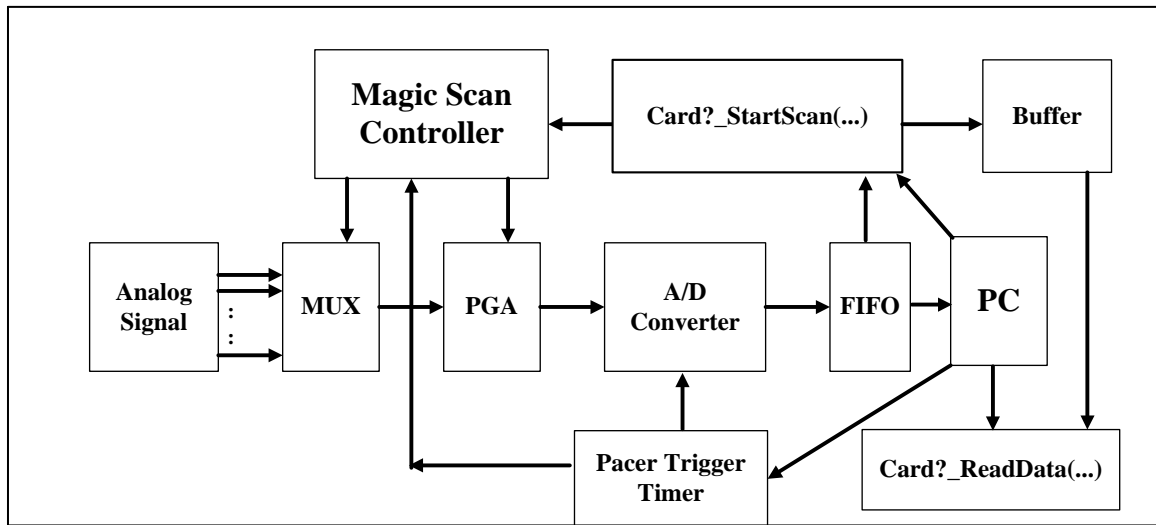 Magic Scan
Controller
Card?_StartScan(...)
Buffer
Analog
Signal
:
:
MUX
PGA
A/D
Converter
FIFO
PC
Pacer Trigger
Timer
Card?_ReadData(...)